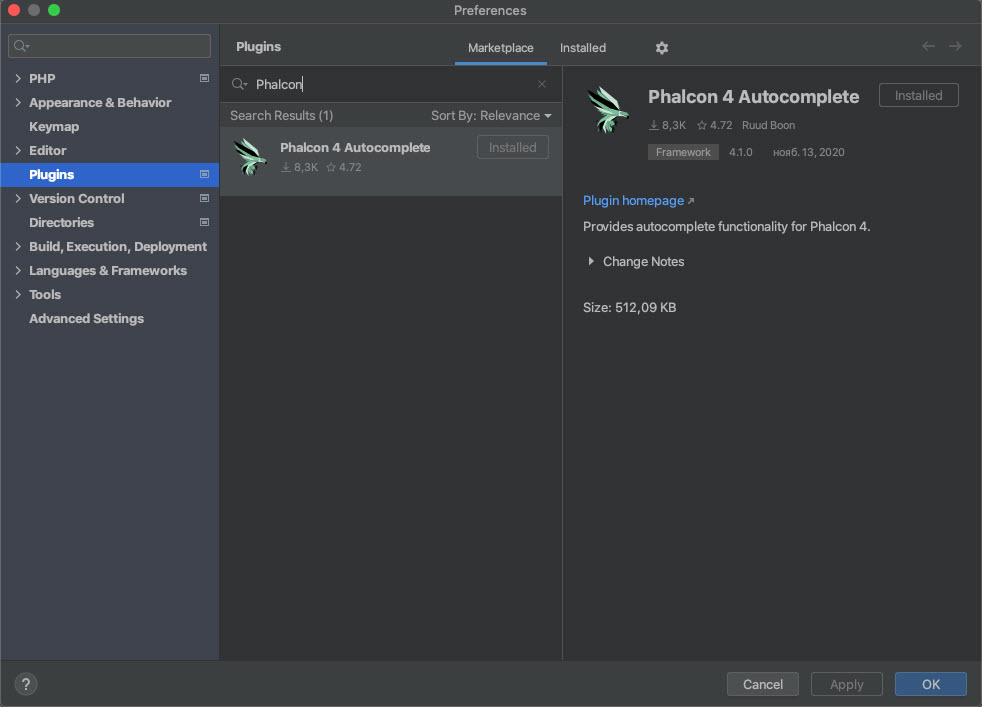 Preferences
Plugins
Marketplace
Installed
PHP
Appearance & Behavior
Keymap
Editor
Plugins
Version Control
Directories
Build, Execution, Deployment
Languages & Frameworks
Tools
Advanced Settings
Phalcon
Search Results (1)
Sort By: Relevance
Phalcon 4 Autocomplete
Installed
8,3K
4.72
Phalcon 4 Autocomplete
Installed
8,3K
4.72
Ruud Boon
Framework
4.1.0
нояб. 13, 2020
Plugin homepage
Provides autocomplete functionality for Phalcon 4.
Change Notes
Size: 512,09 KB
?
Cancel
Apply
OK